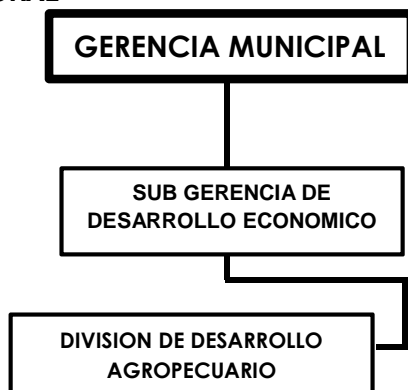 GERENCIA MUNICIPAL
SUB GERENCIA DE
DESARROLLO ECONOMICO
DIVISION DE DESARROLLO
AGROPECUARIO